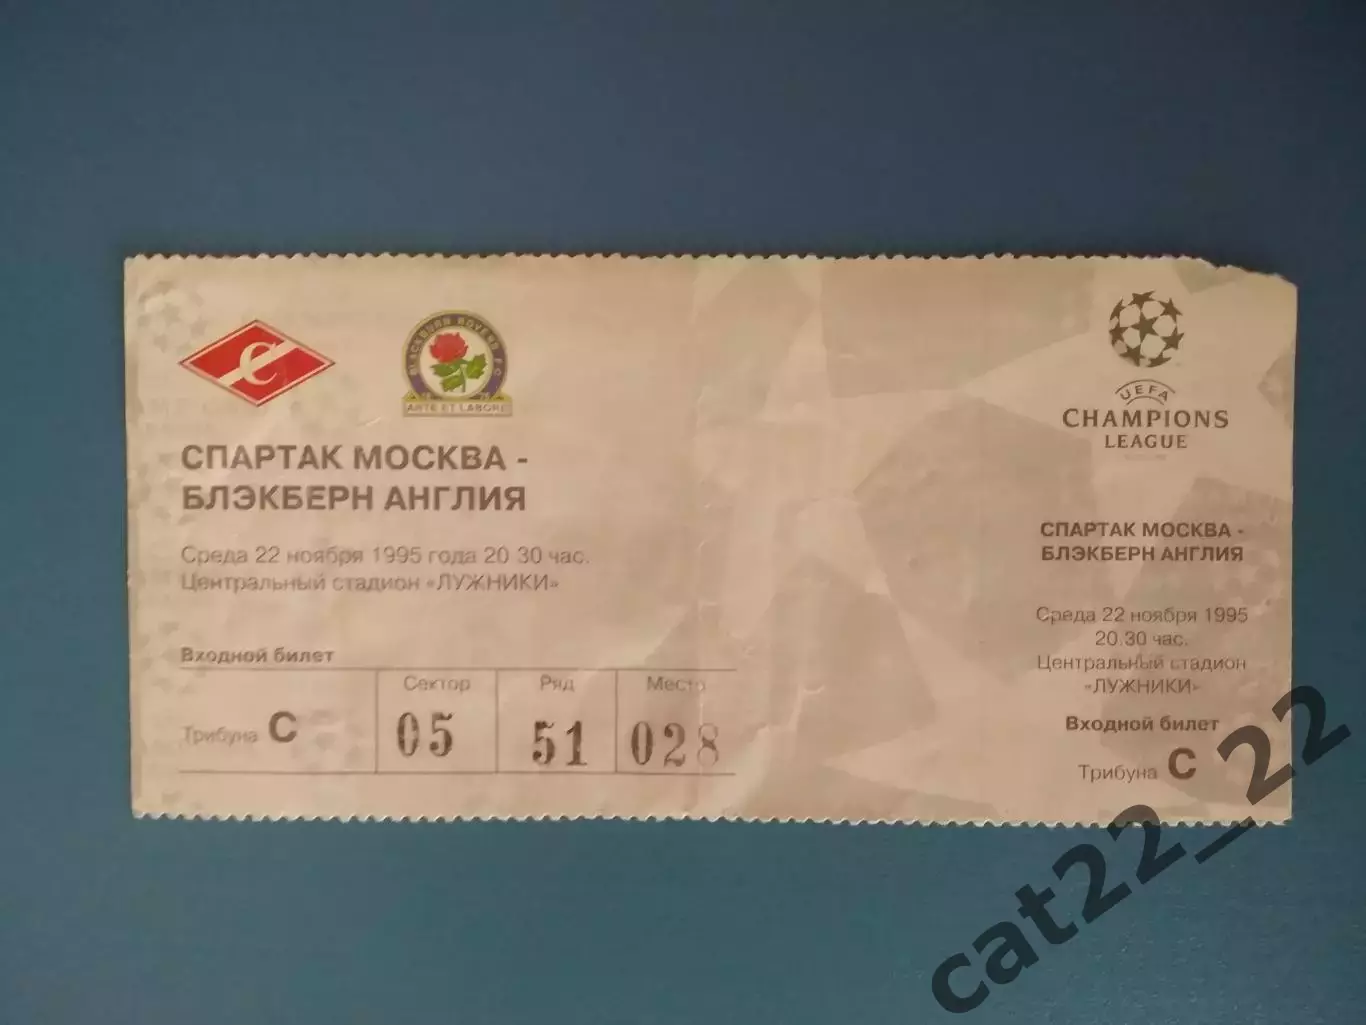 BLACKBURN ROVERS F.C.
ARTE ET LABORE
СПАРТАК МОСКВА -
БЛЭКБЕРН АНГЛИЯ
Среда 22 ноября 1995 года 20 30 час.
Центральный стадион «ЛУЖНИКИ»
Входной билет
Сектор Ряд Место
Трибуна С 05 51 028
UEFA
CHAMPIONS
LEAGUE
СПАРТАК МОСКВА -
БЛЭКБЕРН АНГЛИЯ
Среда 22 ноября 1995
20.30 час.
Центральный стадион
«ЛУЖНИКИ»
Входной билет
Трибуна С
cat22_22